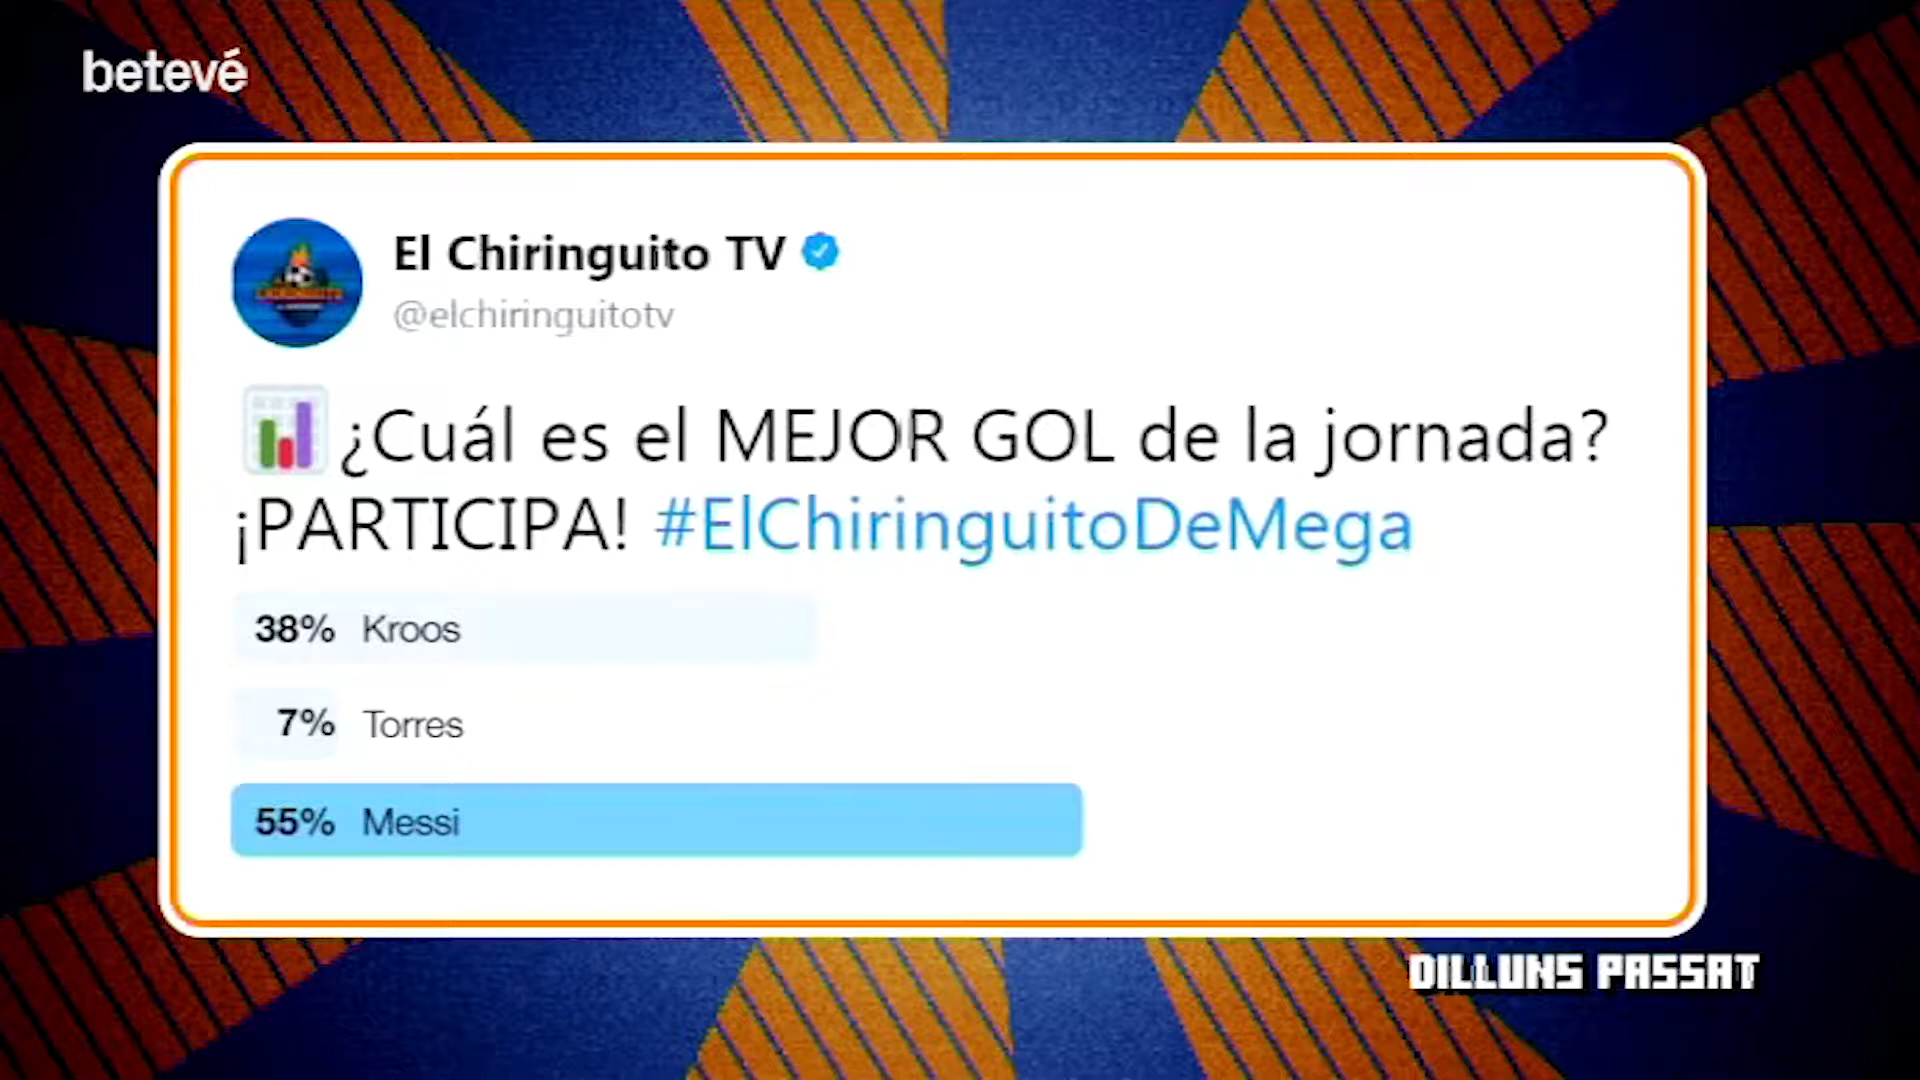 betevé
El Chiringuito TV
@elchiringuitotv
¿Cuál es el MEJOR GOL de la jornada?
¡PARTICIPA! #ElChiringuitoDeMega
38% Kroos
7% Torres
55% Messi
DILLUNS PASSAT